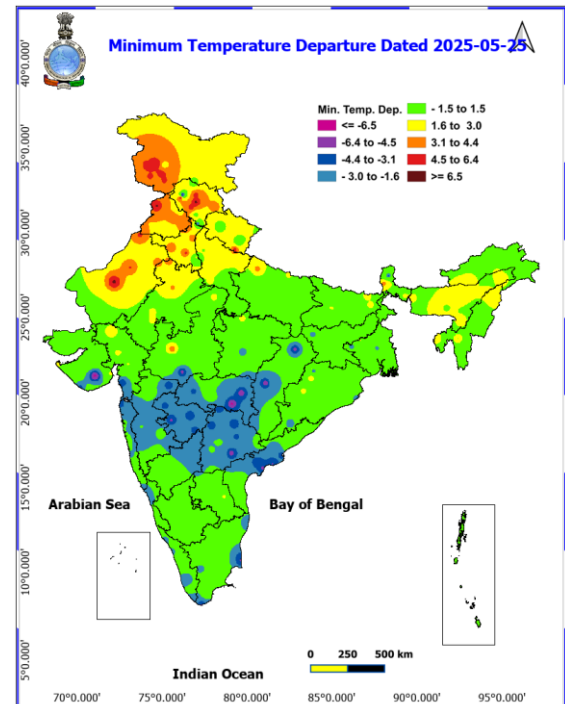 Minimum Temperature Departure Dated 2025-05-25
Min. Temp. Dep.
<= -6.5
-6.4 to -4.5
-4.4 to -3.1
- 3.0 to -1.6
- 1.5 to 1.5
1.6 to 3.0
3.1 to 4.4
4.5 to 6.4
>= 6.5
40°0.000'
35°0.000'
30°0.000'
25°0.000'
20°0.000'
15°0.000'
10°0.000'
5°0.000'
Arabian Sea
Bay of Bengal
0 250 500 km
Indian Ocean
70°0.000' 75°0.000' 80°0.000' 85°0.000' 90°0.000' 95°0.000'